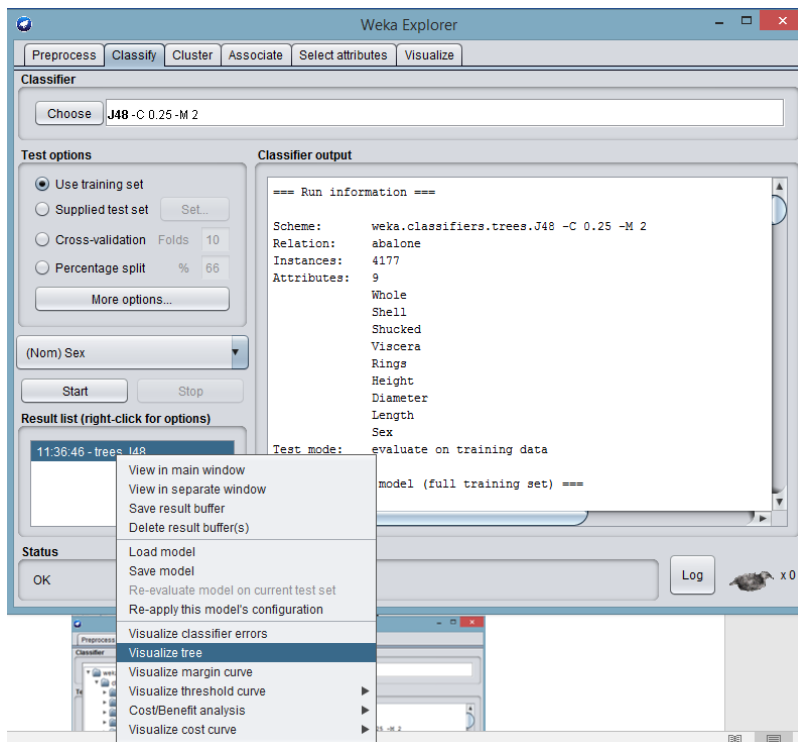 Weka Explorer
Preprocess Classify Cluster Associate Select attributes Visualize
Classifier
Choose J48 -C 0.25 -M 2
Test options
Use training set
Supplied test set Set...
Cross-validation Folds 10
Percentage split % 66
More options...
(Nom) Sex
Start Stop
Result list (right-click for options)
11:36:46 - trees.J48
Classifier output
=== Run information ===
Scheme: weka.classifiers.trees.J48 -C 0.25 -M 2
Relation: abalone
Instances: 4177
Attributes: 9
Whole
Shell
Shucked
Viscera
Rings
Height
Diameter
Length
Sex
Test mode: evaluate on training data
model (full training set) ===
View in main window
View in separate window
Save result buffer
Delete result buffer(s)
Load model
Save model
Re-evaluate model on current test set
Re-apply this model's configuration
Visualize classifier errors
Visualize tree
Visualize margin curve
Visualize threshold curve
Cost/Benefit analysis
Visualize cost curve
Status
OK
Log x 0
Preprocess
Classifier